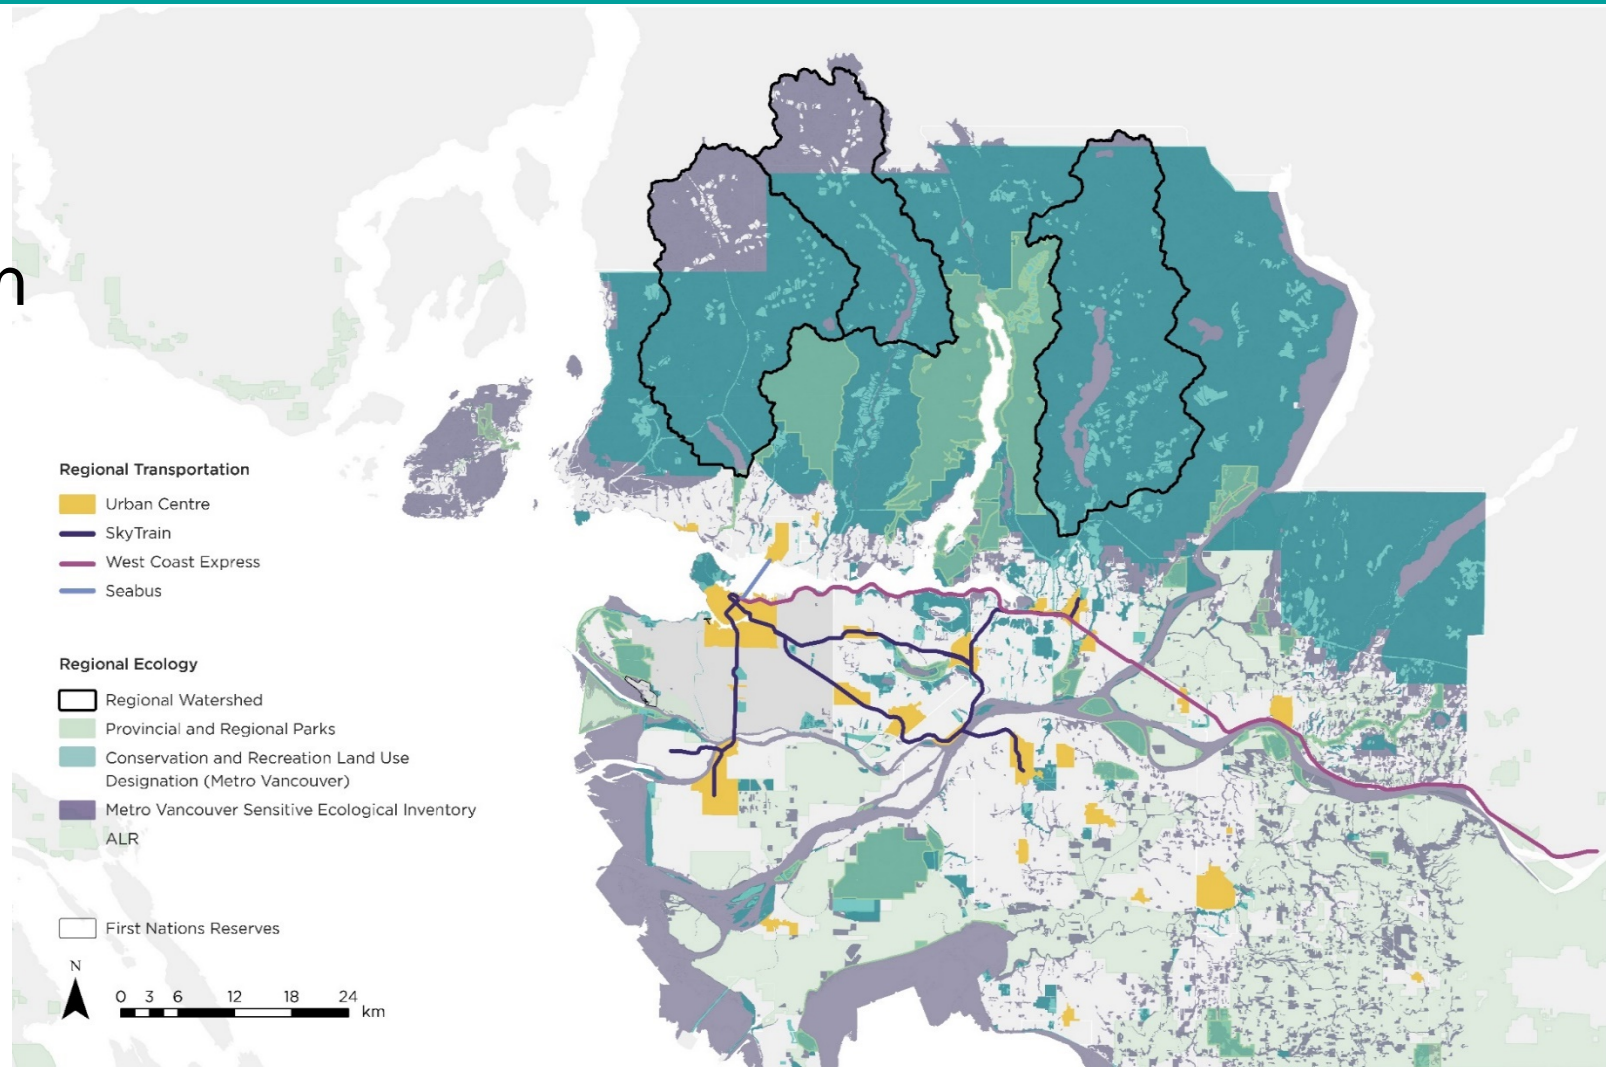 n
Regional Transportation
Urban Centre
SkyTrain
West Coast Express
Seabus
Regional Ecology
Regional Watershed
Provincial and Regional Parks
Conservation and Recreation Land Use
Designation (Metro Vancouver)
Metro Vancouver Sensitive Ecological Inventory
ALR
First Nations Reserves
N
0 3 6 12 18 24
km